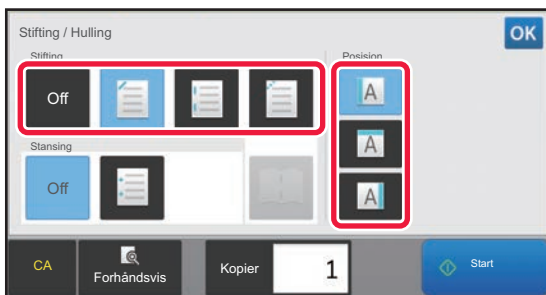 Stifting / Hulling
OK
Stifting
Posisjon
Off
A
Stansing
A
Off
A
CA
Forhåndsvis
Kopier
1
Start